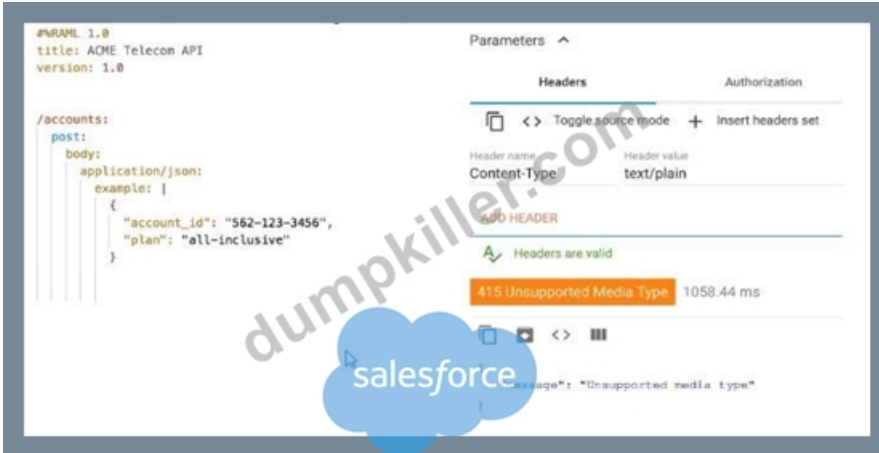 #%RAML 1.0
title: ACME Telecom API
version: 1.0
/accounts:
post:
body:
application/json:
example: |
{
"account_id": "562-123-3456",
"plan": "all-inclusive"
}
Parameters
Headers
Authorization
Toggle source mode
Insert headers set
Header name
Header value
Content-Type
text/plain
ADD HEADER
Headers are valid
415 Unsupported Media Type
1058.44 ms
"Unsupported media type"
dumpkiller.com
salesforce